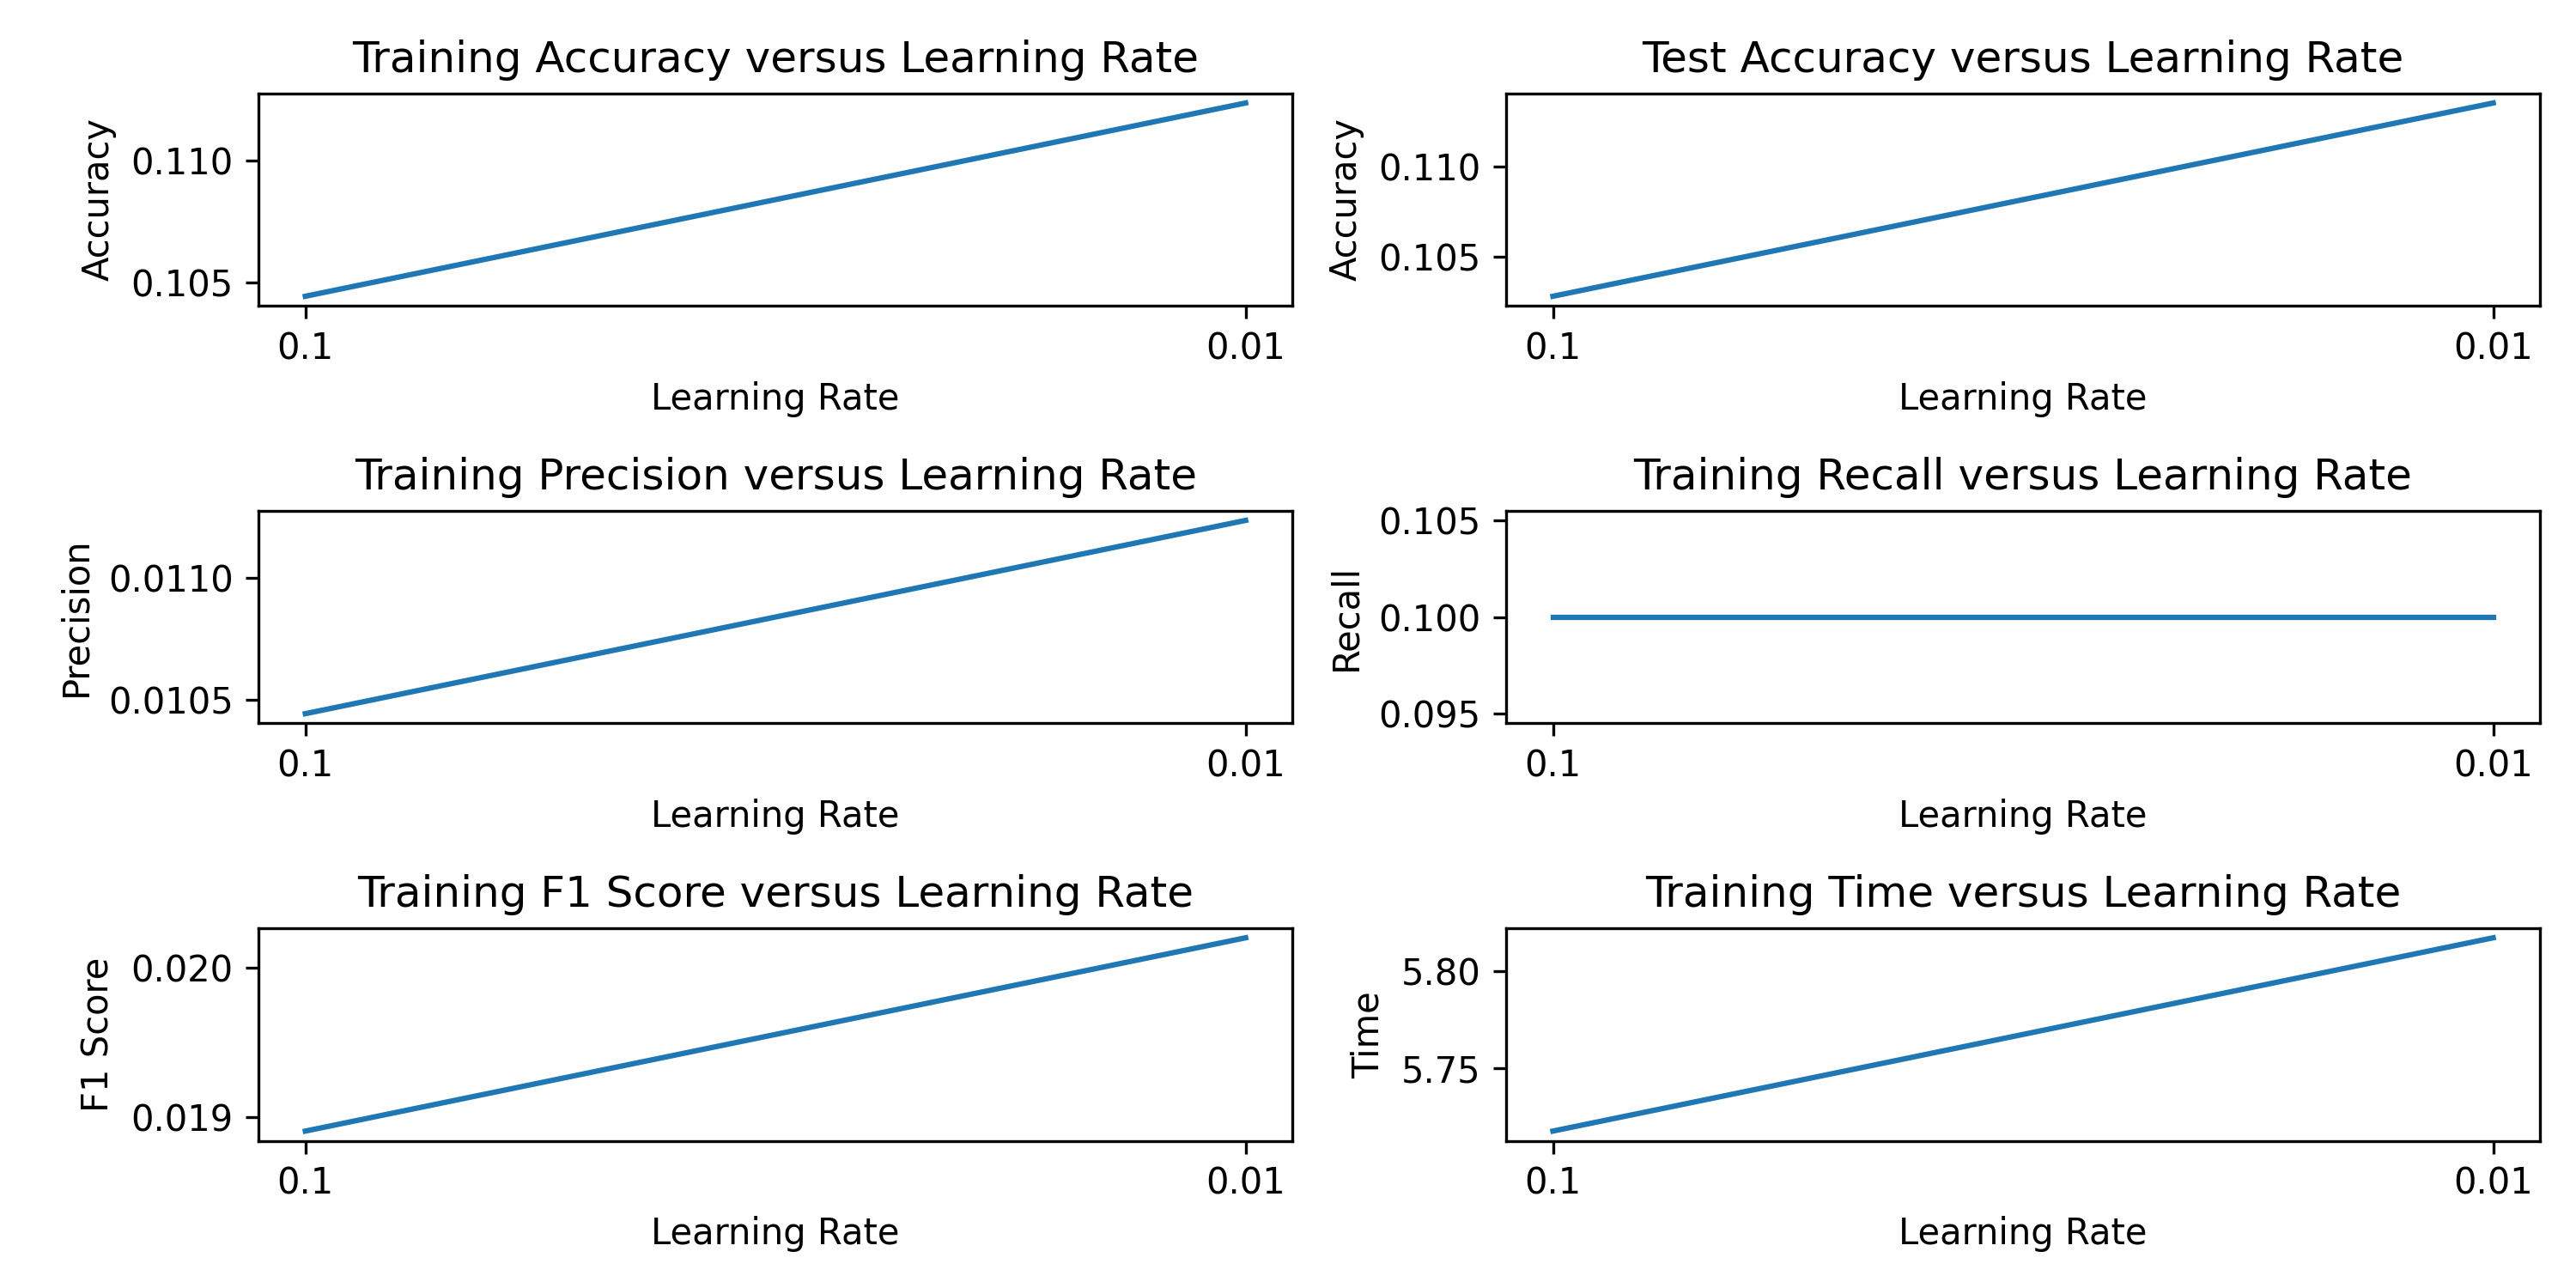 Training Accuracy versus Learning Rate
Accuracy
0.110
0.105
0.1
0.01
Learning Rate
Test Accuracy versus Learning Rate
Accuracy
0.110
0.105
0.1
0.01
Learning Rate
Training Precision versus Learning Rate
Precision
0.0110
0.0105
0.1
0.01
Learning Rate
Training Recall versus Learning Rate
Recall
0.105
0.100
0.095
0.1
0.01
Learning Rate
Training F1 Score versus Learning Rate
F1 Score
0.020
0.019
0.1
0.01
Learning Rate
Training Time versus Learning Rate
Time
5.80
5.75
0.1
0.01
Learning Rate